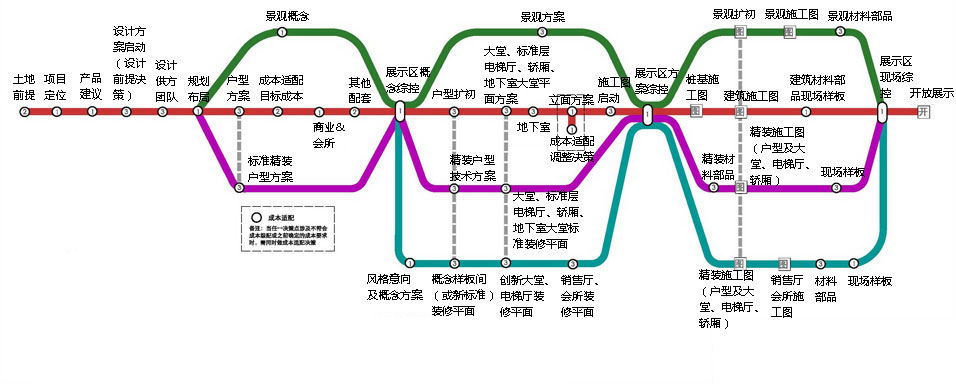 景观概念
景观方案
景观扩初
景观施工图
景观材料部品
设计方
案启动
（设计
前提决
策）
土地
前提
项目
定位
产品
建议
设计
供方
团队
规划
布局
户型
方案
成本适配
目标成本
商业&
会所
其他
配套
展示区概
念综控
户型扩初
大堂、标准层
电梯厅、轿厢、
地下室大堂平
面方案
地下室
立面方案
成本适配
调整决策
施工图
启动
展示区方
案综控
桩基施
工图
建筑施工图
建筑材料部
品现场样板
展示区
现场综
控
开放展示
开
标准精装
户型方案
精装户型
技术方案
大堂、标准层
电梯厅、轿厢、
地下室大堂标
准装修平面
精装材
料部品
精装施工图
（户型及大
堂、电梯厅、
轿厢）
现场样板
成本适配
备注：当任一决策点涉及不符合
成本级配或之前确定的成本要求
时，需同时做成本适配决策
风格意向
及概念方案
概念样板间
（或新标准）
装修平面
创新大堂、
电梯厅装
修平面
销售厅、
会所装
修平面
精装施工图
（户型及大
堂、电梯厅、
轿厢）
销售厅
会所施
工图
材料
部品
现场样板